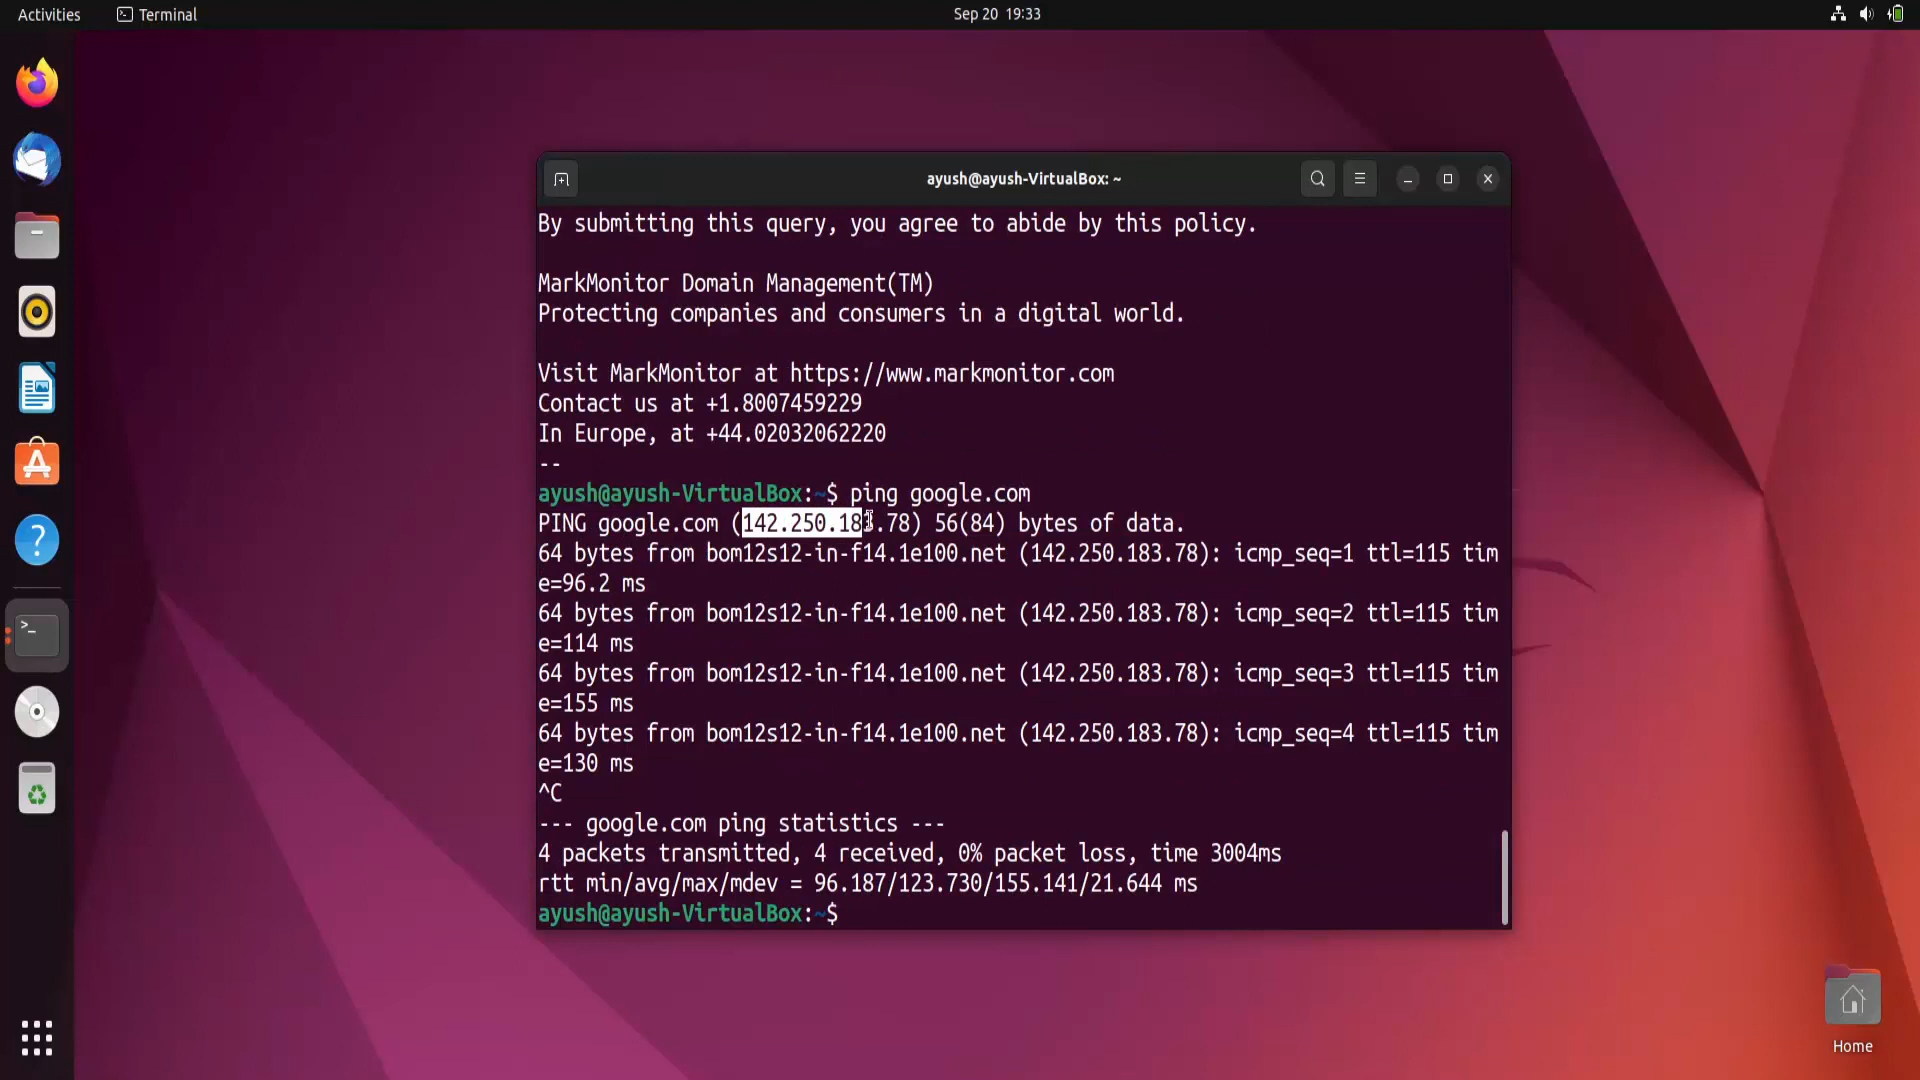 Activities
Terminal
Sep 20 19:33
ayush@ayush-VirtualBox: ~
By submitting this query, you agree to abide by this policy.
MarkMonitor Domain Management(TM)
Protecting companies and consumers in a digital world.
Visit MarkMonitor at https://www.markmonitor.com
Contact us at +1.8007459229
In Europe, at +44.02032062220
--
ayush@ayush-VirtualBox:~$ ping google.com
PING google.com (142.250.183.78) 56(84) bytes of data.
64 bytes from bom12s12-in-f14.1e100.net (142.250.183.78): icmp_seq=1 ttl=115 tim
e=96.2 ms
64 bytes from bom12s12-in-f14.1e100.net (142.250.183.78): icmp_seq=2 ttl=115 tim
e=114 ms
64 bytes from bom12s12-in-f14.1e100.net (142.250.183.78): icmp_seq=3 ttl=115 tim
e=155 ms
64 bytes from bom12s12-in-f14.1e100.net (142.250.183.78): icmp_seq=4 ttl=115 tim
e=130 ms
^C
--- google.com ping statistics ---
4 packets transmitted, 4 received, 0% packet loss, time 3004ms
rtt min/avg/max/mdev = 96.187/123.730/155.141/21.644 ms
ayush@ayush-VirtualBox:~$
Home